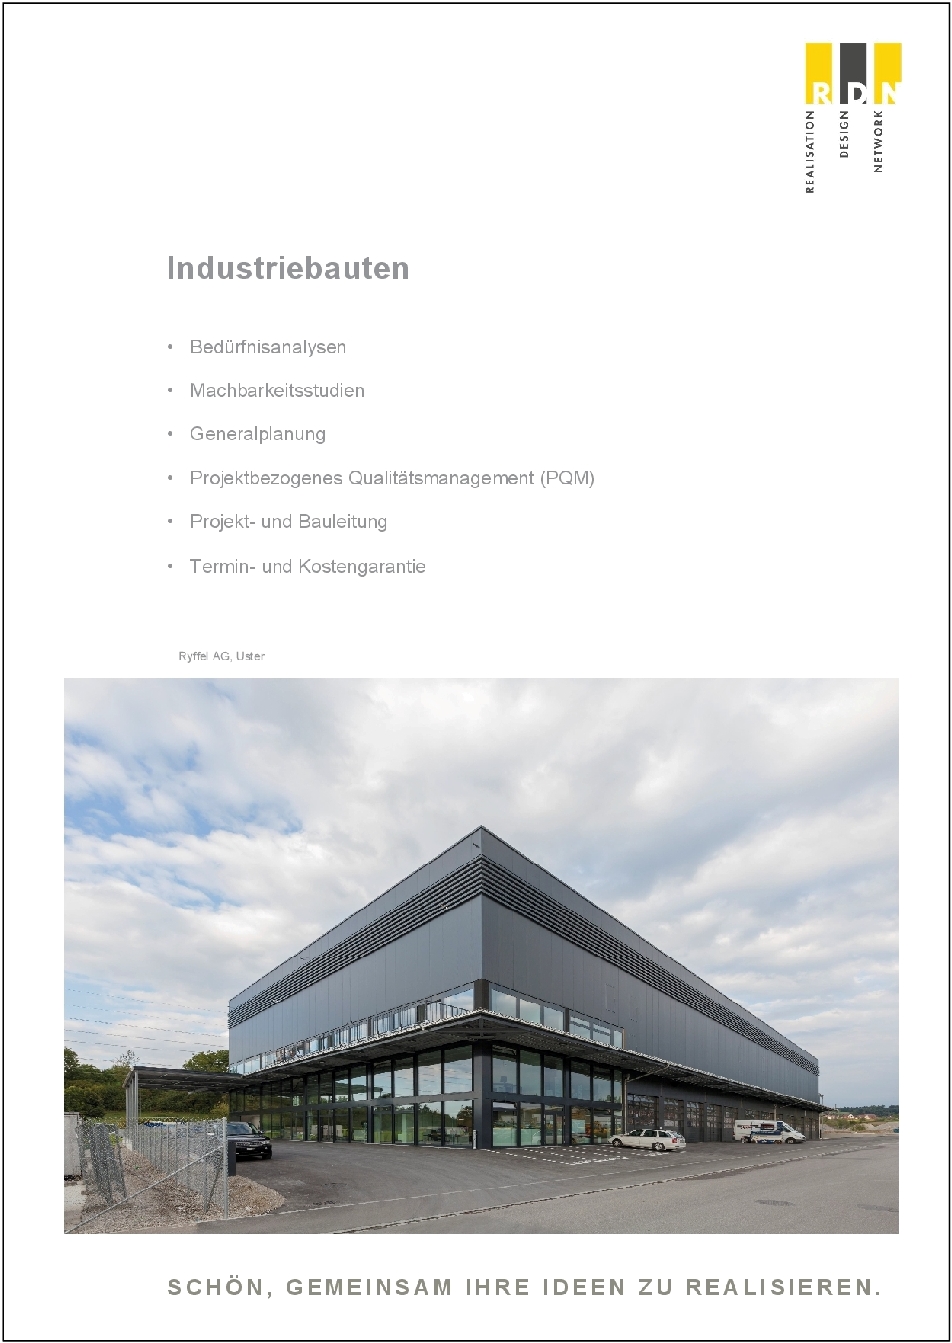 R D N
REALISATION
DESIGN
NETWORK
Industriebauten
• Bedürfnisanalysen
• Machbarkeitsstudien
• Generalplanung
• Projektbezogenes Qualitätsmanagement (PQM)
• Projekt- und Bauleitung
• Termin- und Kostengarantie
Ryffel AG, Uster
SCHÖN, GEMEINSAM IHRE IDEEN ZU REALISIEREN.